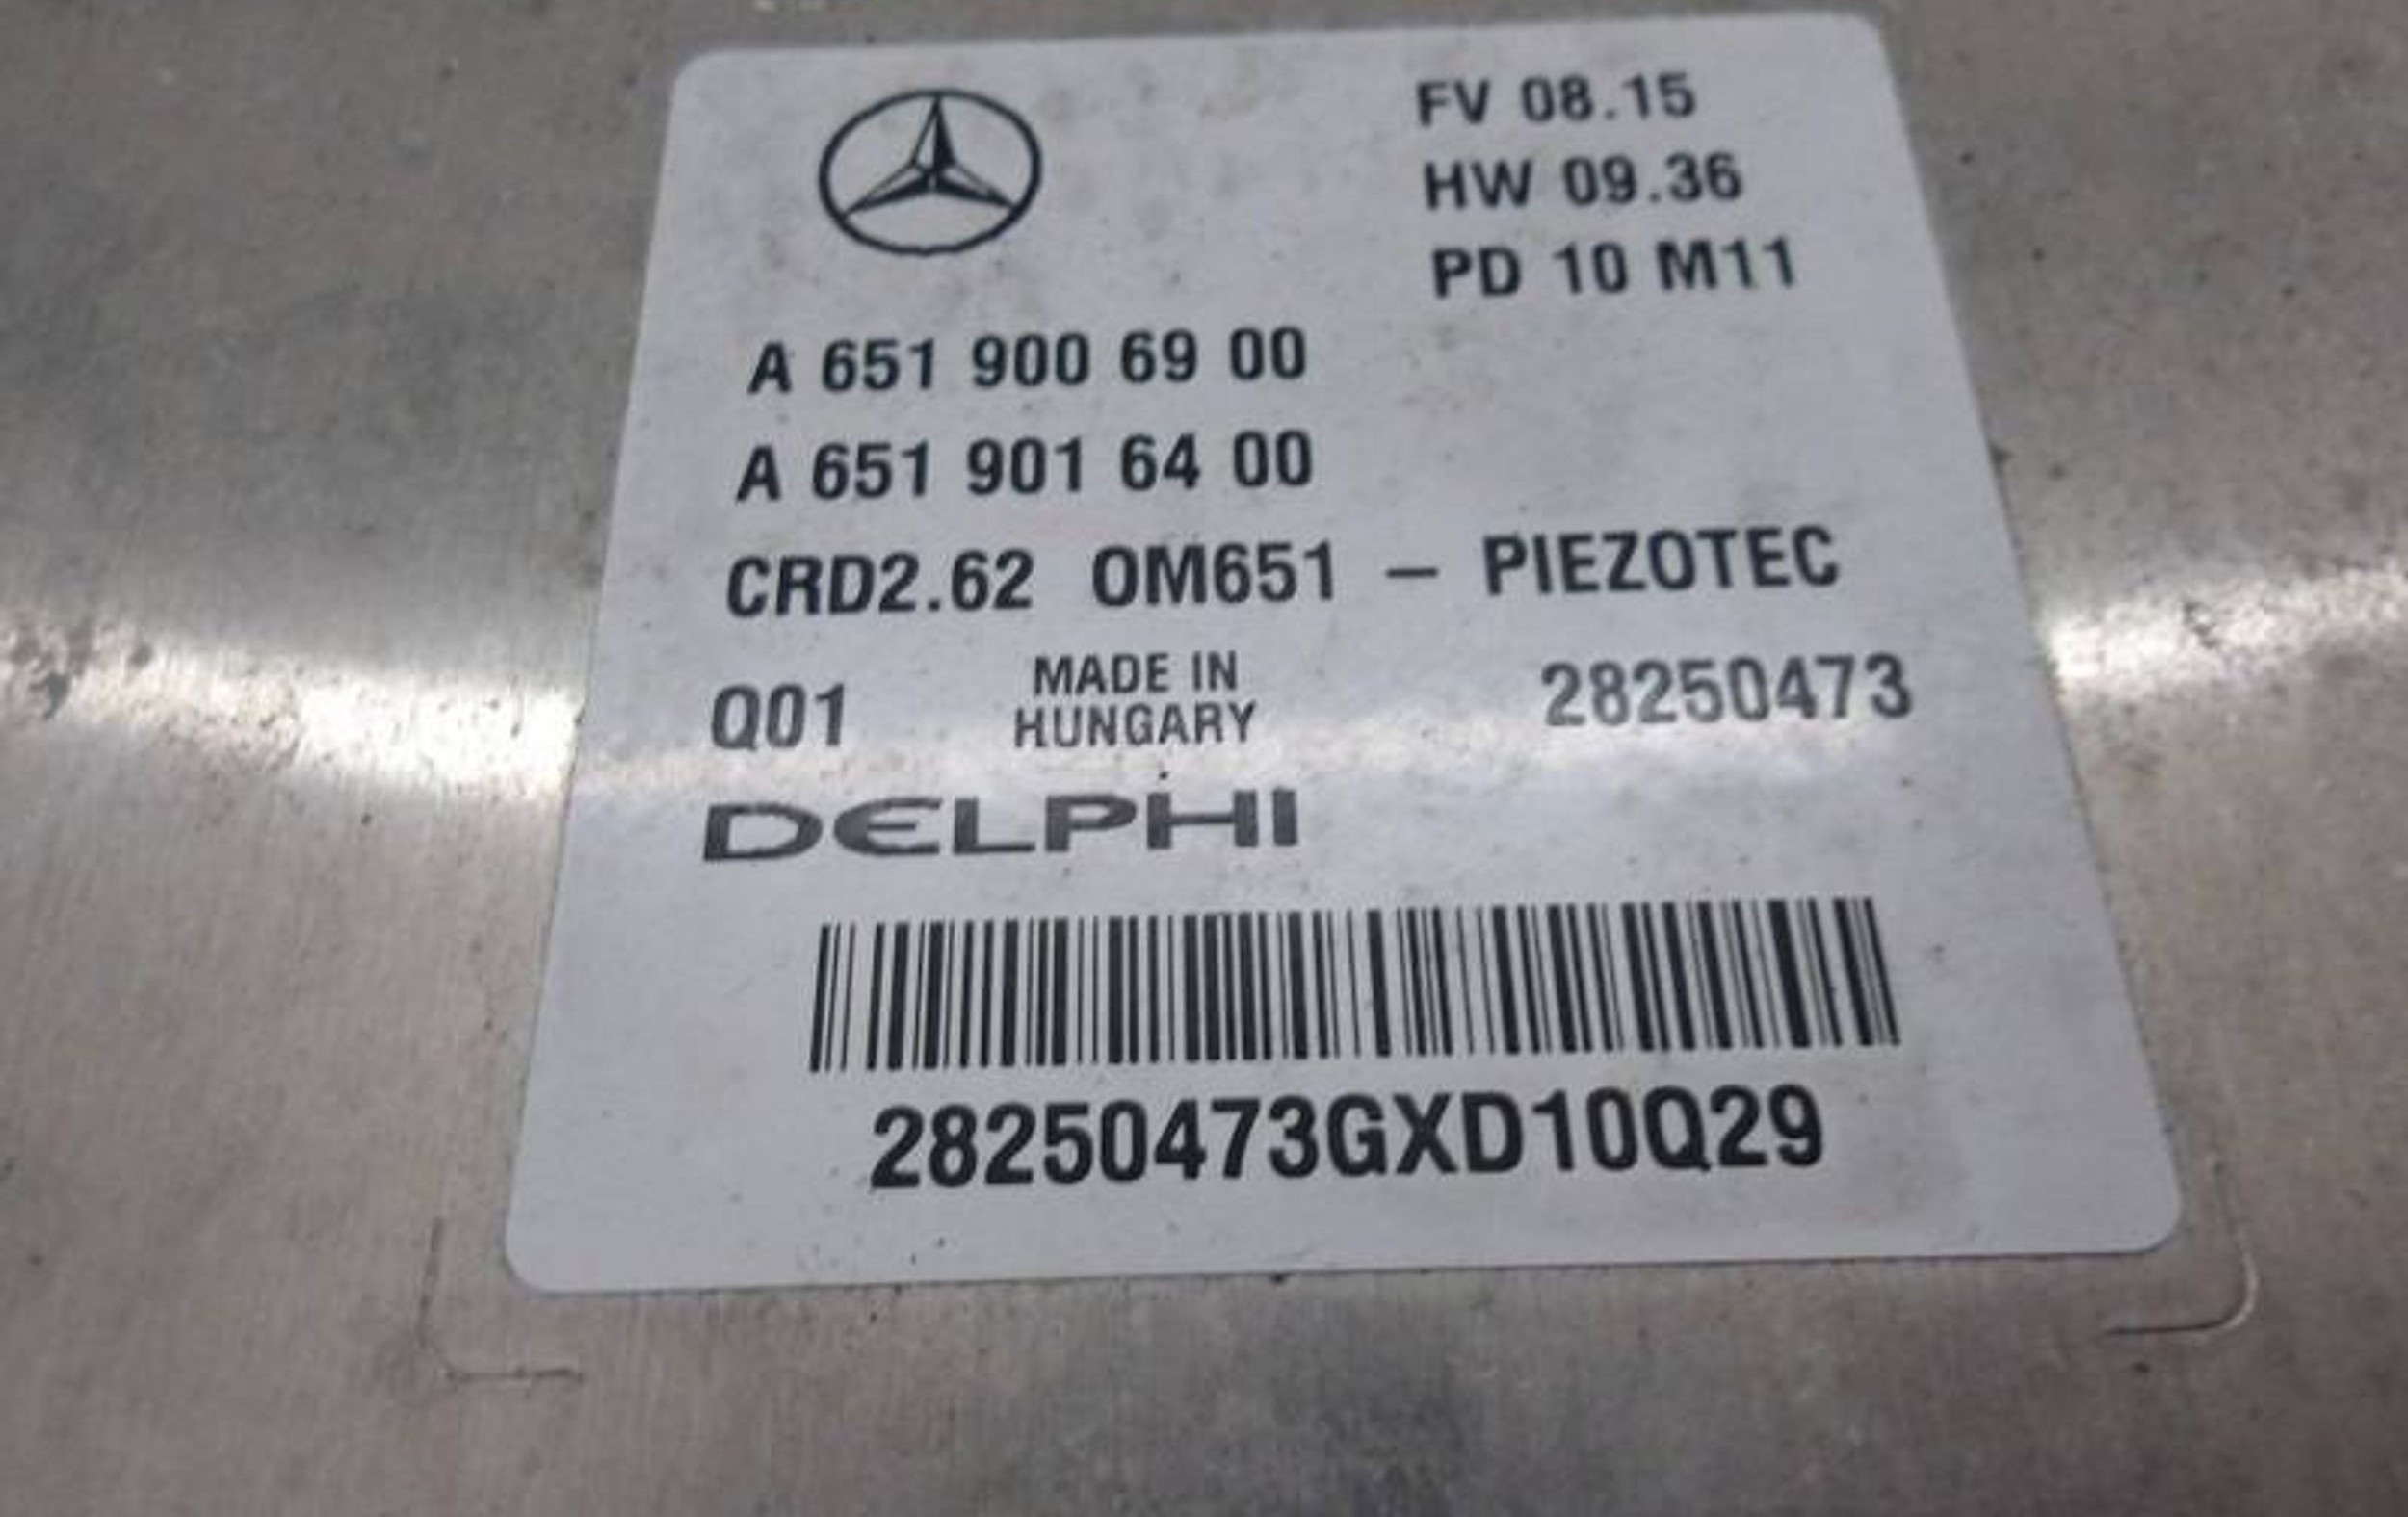 FV 08.15
HW 09.36
PD 10 M11
A 651 900 69 00
A 651 901 64 00
CRD2.62 OM651 – PIEZOTEC
Q01 MADE IN HUNGARY 28250473
DELPHI
28250473GXD10Q29